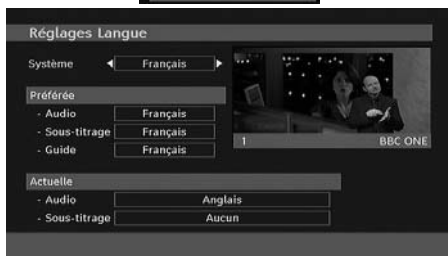 Réglages Langue
Système Français
Préférée
- Audio Français
- Sous-titrage Français
- Guide Français
1 BBC ONE
Actuelle
- Audio Anglais
- Sous-titrage Aucun